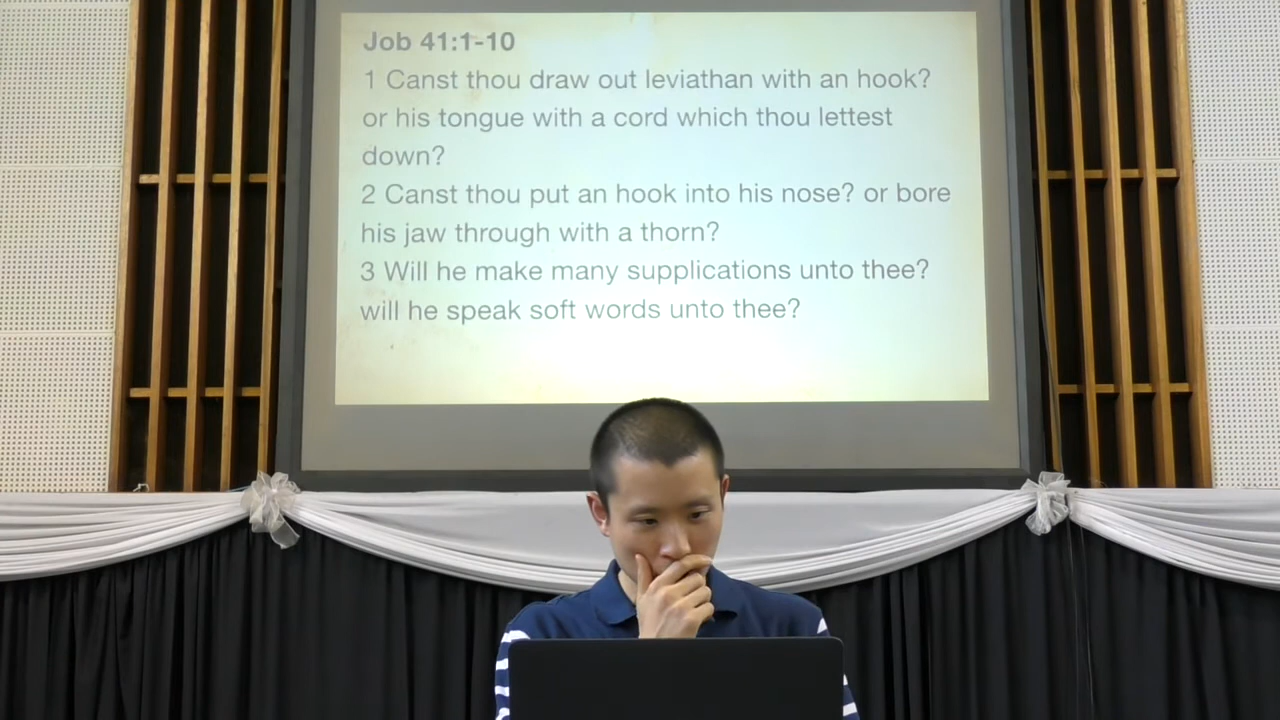 Job 41:1-10
1 Canst thou draw out leviathan with an hook?
or his tongue with a cord which thou lettest
down?
2 Canst thou put an hook into his nose? or bore
his jaw through with a thorn?
3 Will he make many supplications unto thee?
will he speak soft words unto thee?